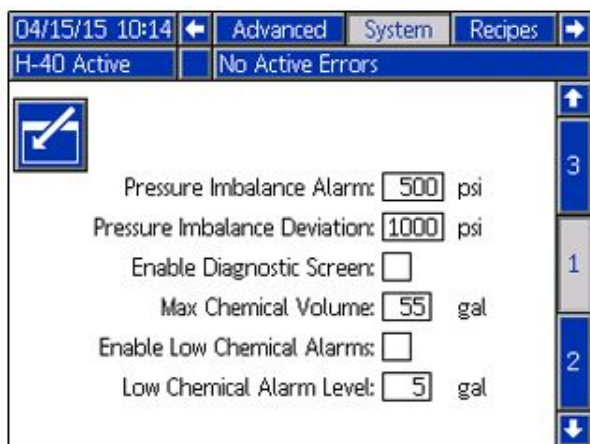 04/15/15 10:14 Advanced System Recipes
H-40 Active No Active Errors
3
Pressure Imbalance Alarm: 500 psi
Pressure Imbalance Deviation: 1000 psi
Enable Diagnostic Screen:
1
Max Chemical Volume: 55 gal
Enable Low Chemical Alarms:
2
Low Chemical Alarm Level: 5 gal